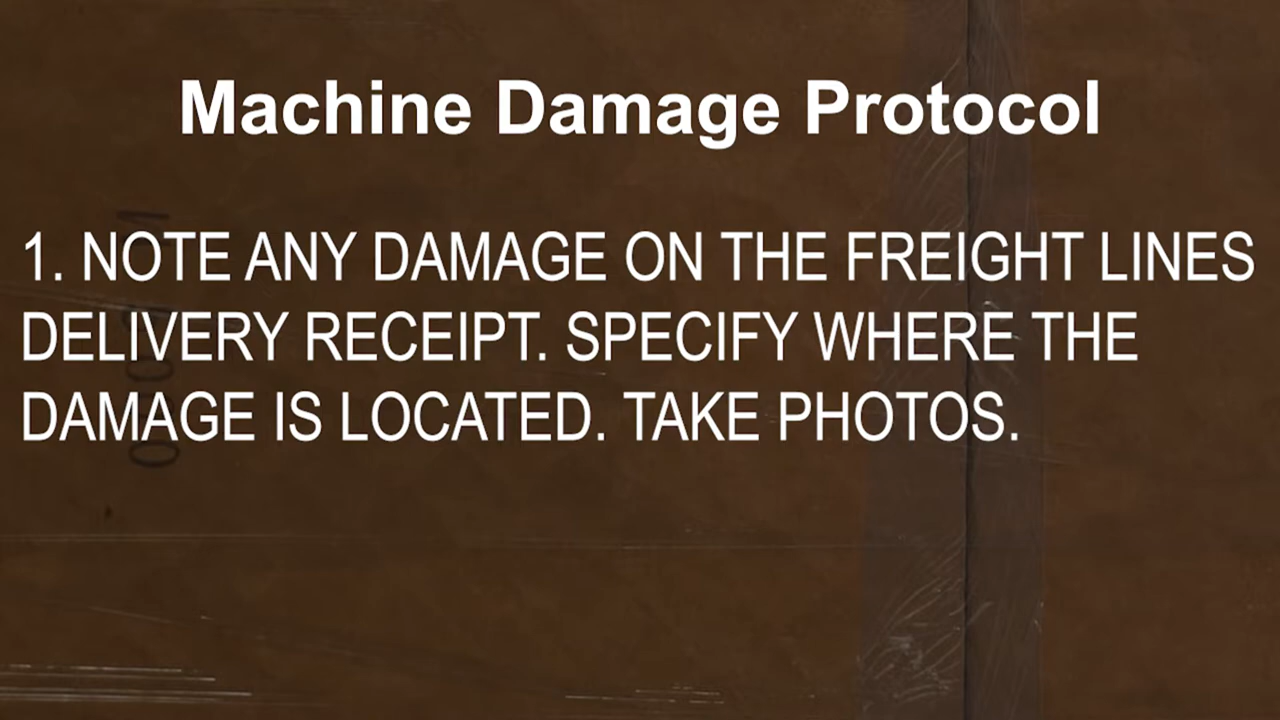 Machine Damage Protocol
1. NOTE ANY DAMAGE ON THE FREIGHT LINES
DELIVERY RECEIPT. SPECIFY WHERE THE
DAMAGE IS LOCATED. TAKE PHOTOS.